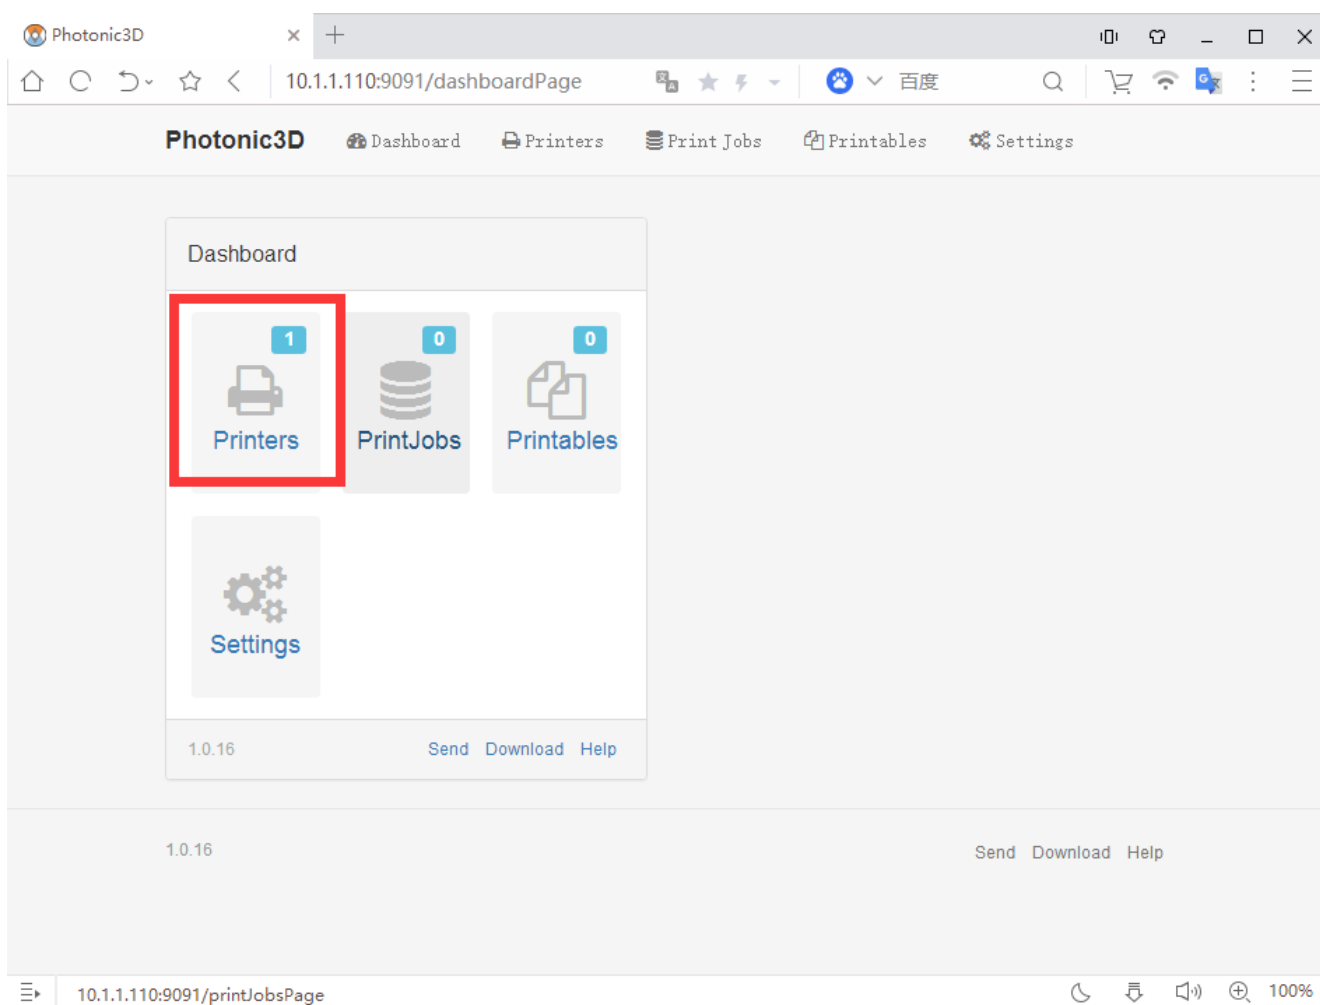 Photonic3D
10.1.1.110:9091/dashboardPage 百度
Photonic3D Dashboard Printers Print Jobs Printables Settings
Dashboard
1 0 0
Printers PrintJobs Printables
Settings
1.0.16 Send Download Help
1.0.16 Send Download Help
10.1.1.110:9091/printJobsPage 100%